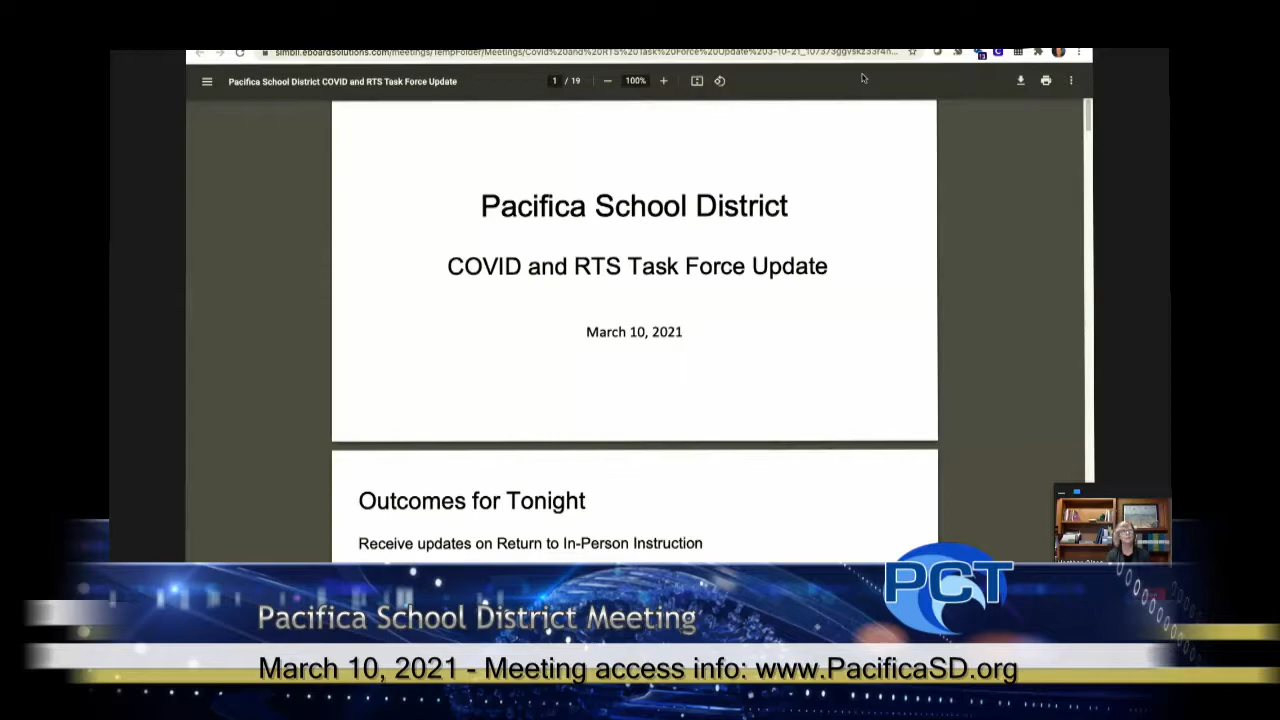 Pacifica School District COVID and RTS Task Force Update
1 / 19
100%
Pacifica School District
COVID and RTS Task Force Update
March 10, 2021
Outcomes for Tonight
Receive updates on Return to In-Person Instruction
PCT
Pacifica School District Meeting
March 10, 2021 - Meeting access info: www.PacificaSD.org